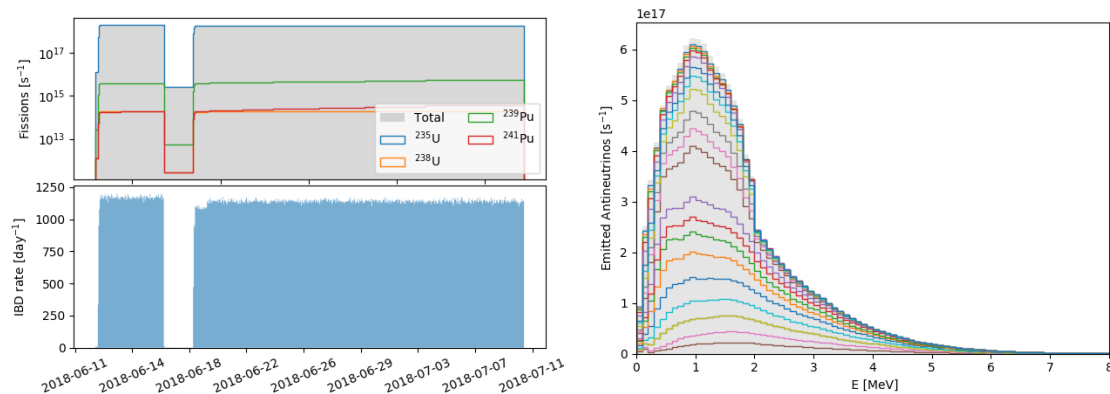 Fissions [s⁻¹]
10¹⁷
10¹⁵
10¹³
Total
²³⁵U
²³⁸U
²³⁹Pu
²⁴¹Pu
IBD rate [day⁻¹]
1250
1000
750
500
250
0
2018-06-11
2018-06-14
2018-06-18
2018-06-22
2018-06-26
2018-06-29
2018-07-03
2018-07-07
2018-07-11
1e17
Emitted Antineutrinos [s⁻¹]
6
5
4
3
2
1
0
0 1 2 3 4 5 6 7 8
E [MeV]